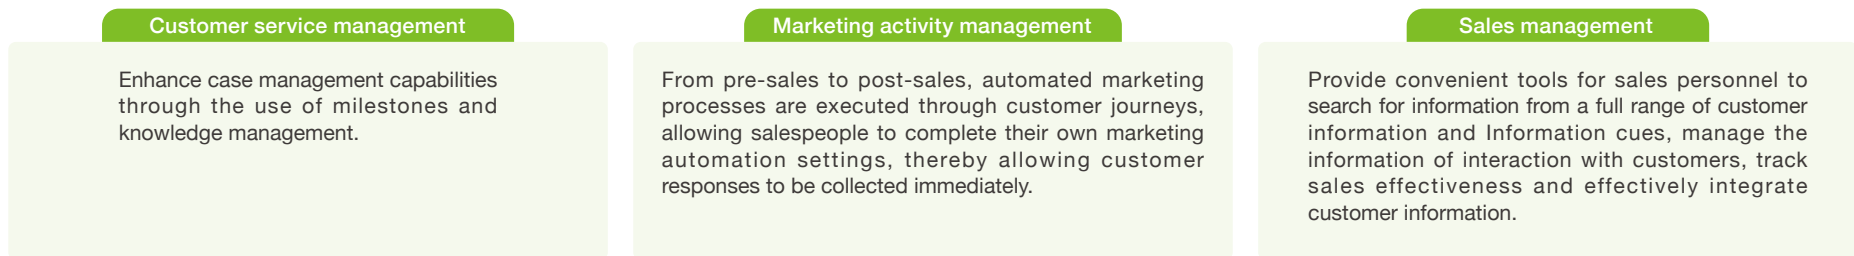 Customer service management
Enhance case management capabilities
through the use of milestones and
knowledge management.
Marketing activity management
From pre-sales to post-sales, automated marketing
processes are executed through customer journeys,
allowing salespeople to complete their own marketing
automation settings, thereby allowing customer
responses to be collected immediately.
Sales management
Provide convenient tools for sales personnel to
search for information from a full range of customer
information and Information cues, manage the
information of interaction with customers, track
sales effectiveness and effectively integrate
customer information.